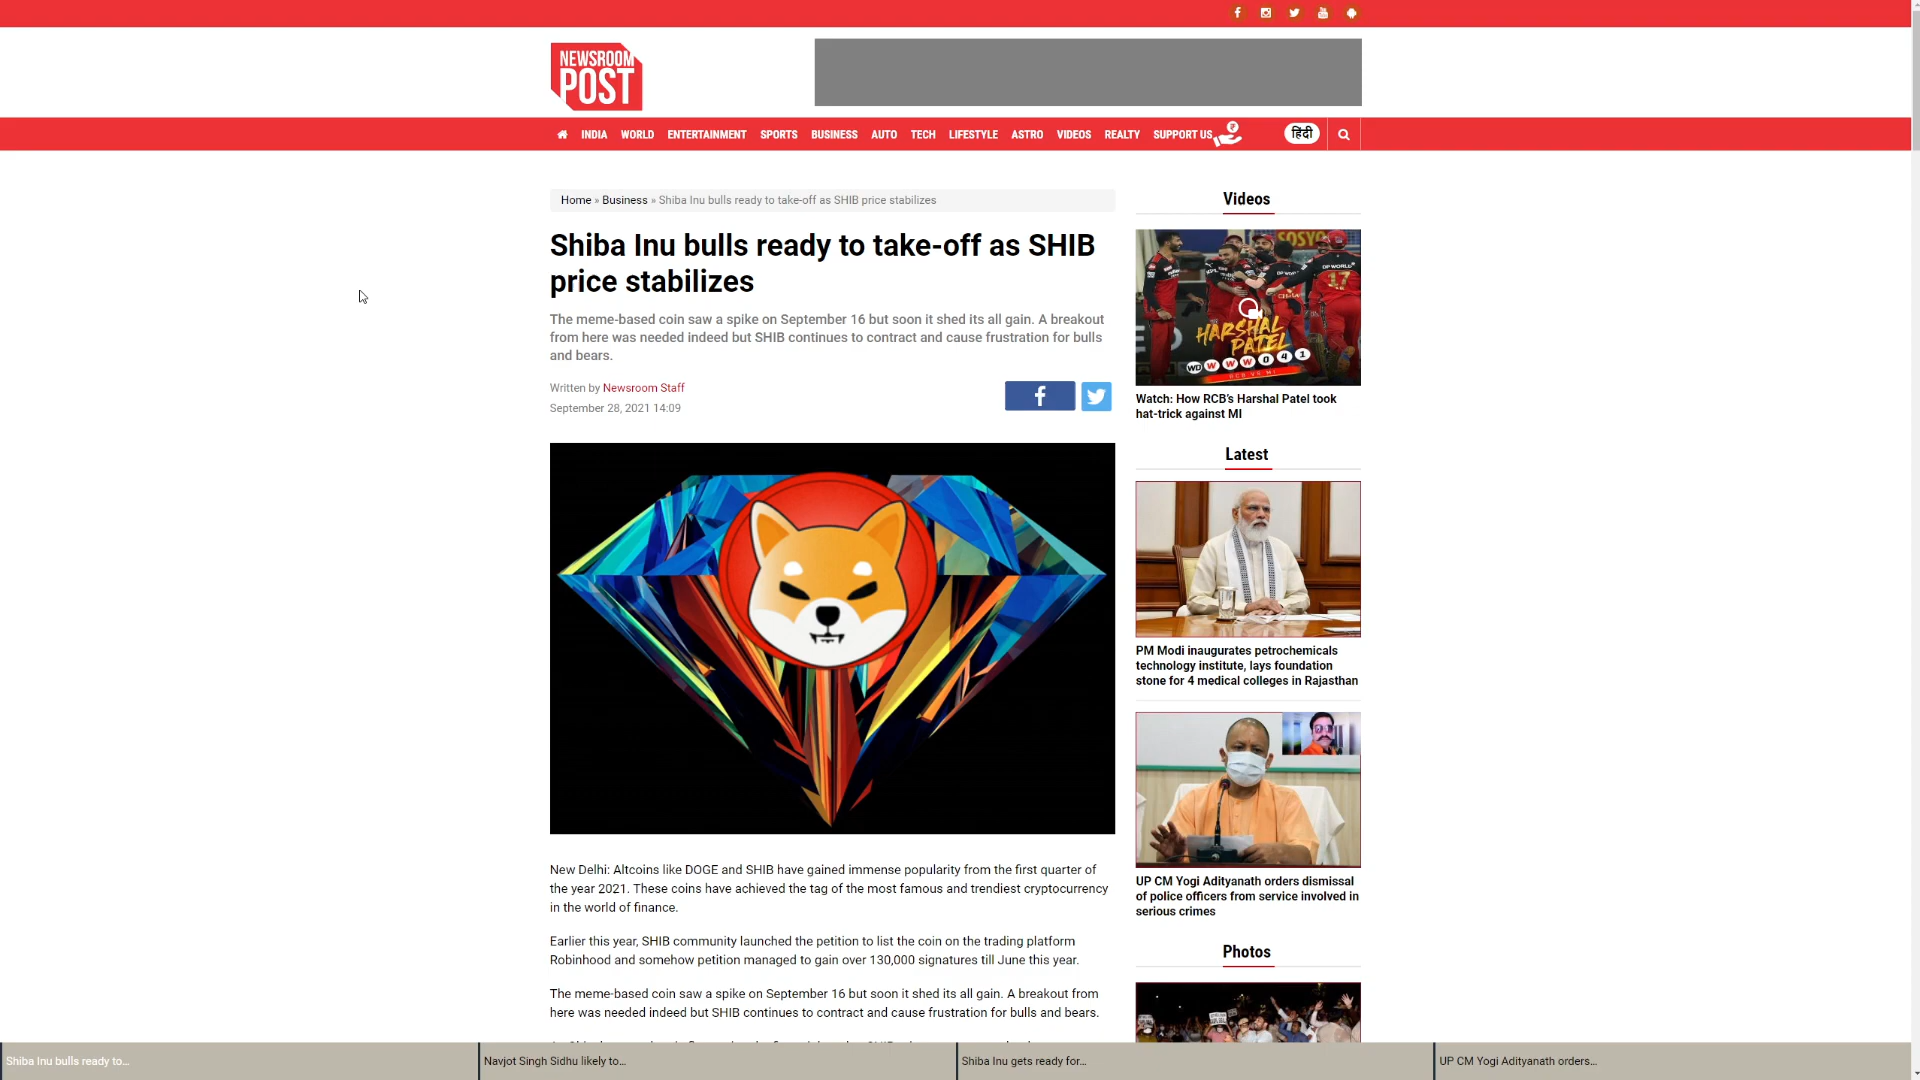 NEWSROOM
POST
INDIA WORLD ENTERTAINMENT SPORTS BUSINESS AUTO TECH LIFESTYLE ASTRO VIDEOS REALTY SUPPORT US हिंदी
Home » Business » Shiba Inu bulls ready to take-off as SHIB price stabilizes
Shiba Inu bulls ready to take-off as SHIB
price stabilizes
The meme-based coin saw a spike on September 16 but soon it shed its all gain. A breakout
from here was needed indeed but SHIB continues to contract and cause frustration for bulls
and bears.
Written by Newsroom Staff
September 28, 2021 14:09
New Delhi: Altcoins like DOGE and SHIB have gained immense popularity from the first quarter of
the year 2021. These coins have achieved the tag of the most famous and trendiest cryptocurrency
in the world of finance.
Earlier this year, SHIB community launched the petition to list the coin on the trading platform
Robinhood and somehow petition managed to gain over 130,000 signatures till June this year.
The meme-based coin saw a spike on September 16 but soon it shed its all gain. A breakout from
here was needed indeed but SHIB continues to contract and cause frustration for bulls and bears.
Videos
SOSYO
17
HARSHAL
PATEL
WD W W W 0 4 1
RCB VS MI
Watch: How RCB's Harshal Patel took
hat-trick against MI
Latest
PM Modi inaugurates petrochemicals
technology institute, lays foundation
stone for 4 medical colleges in Rajasthan
UP CM Yogi Adityanath orders dismissal
of police officers from service involved in
serious crimes
Photos
Shiba Inu bulls ready to...
Navjot Singh Sidhu likely to...
Shiba Inu gets ready for...
UP CM Yogi Adityanath orders...